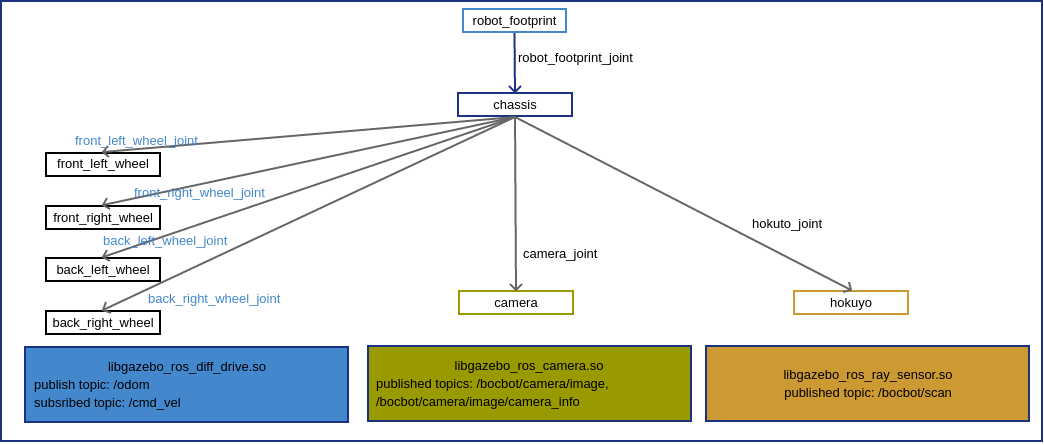 robot_footprint
robot_footprint_joint
chassis
front_left_wheel_joint
front_left_wheel
front_right_wheel_joint
front_right_wheel
hokuto_joint
back_left_wheel_joint
camera_joint
back_left_wheel
back_right_wheel_joint
camera
hokuyo
back_right_wheel
libgazebo_ros_diff_drive.so
publish topic: /odom
subsribed topic: /cmd_vel
libgazebo_ros_camera.so
published topics: /bocbot/camera/image,
/bocbot/camera/image/camera_info
libgazebo_ros_ray_sensor.so
published topic: /bocbot/scan